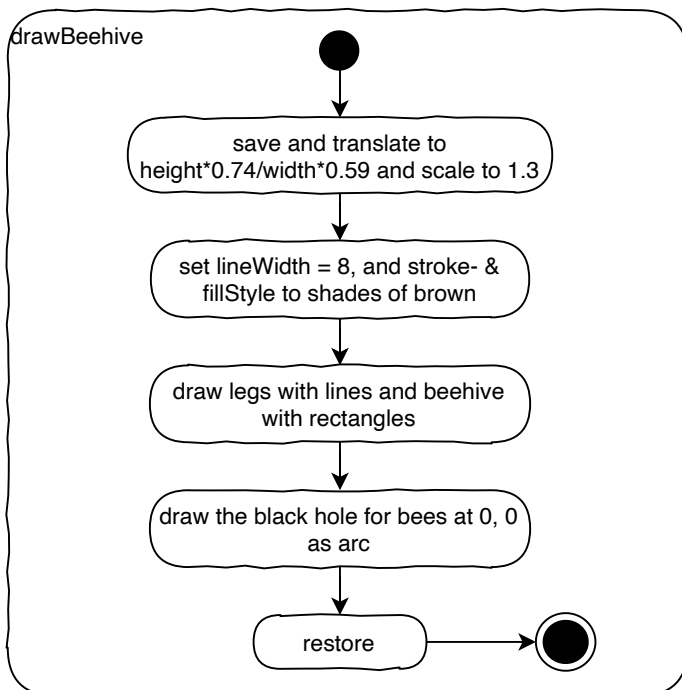 drawBeehive
save and translate to
height*0.74/width*0.59 and scale to 1.3
set lineWidth = 8, and stroke- &
fillStyle to shades of brown
draw legs with lines and beehive
with rectangles
draw the black hole for bees at 0, 0
as arc
restore